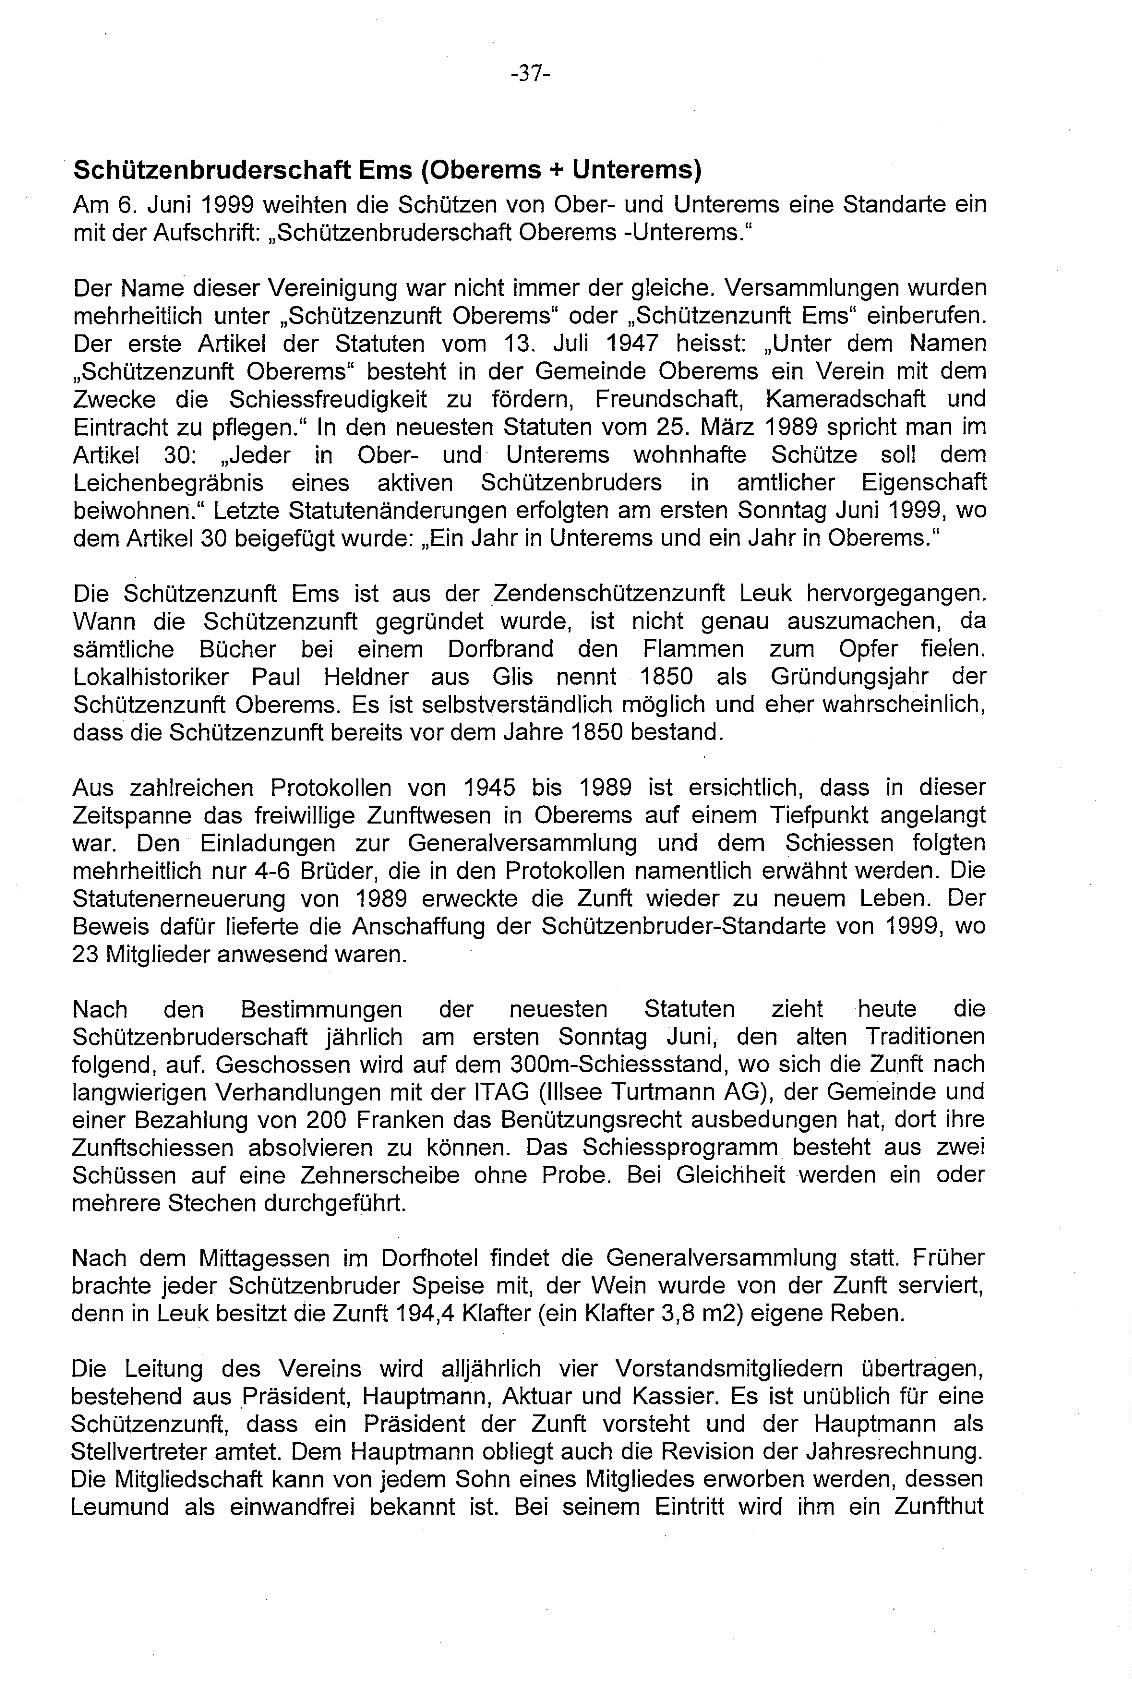 -37-
Schützenbruderschaft Ems (Oberems + Unterems)
Am 6. Juni 1999 weihten die Schützen von Ober- und Unterems eine Standarte ein
mit der Aufschrift: „Schützenbruderschaft Oberems -Unterems.“
Der Name dieser Vereinigung war nicht immer der gleiche. Versammlungen wurden
mehrheitlich unter „Schützenzunft Oberems“ oder „Schützenzunft Ems“ einberufen.
Der erste Artikel der Statuten vom 13. Juli 1947 heisst: „Unter dem Namen
„Schützenzunft Oberems“ besteht in der Gemeinde Oberems ein Verein mit dem
Zwecke die Schiessfreudigkeit zu fördern, Freundschaft, Kameradschaft und
Eintracht zu pflegen.“ In den neuesten Statuten vom 25. März 1989 spricht man im
Artikel 30: „Jeder in Ober- und Unterems wohnhafte Schütze soll dem
Leichenbegräbnis eines aktiven Schützenbruders in amtlicher Eigenschaft
beiwohnen.“ Letzte Statutenänderungen erfolgten am ersten Sonntag Juni 1999, wo
dem Artikel 30 beigefügt wurde: „Ein Jahr in Unterems und ein Jahr in Oberems.“
Die Schützenzunft Ems ist aus der Zendenschützenzunft Leuk hervorgegangen.
Wann die Schützenzunft gegründet wurde, ist nicht genau auszumachen, da
sämtliche Bücher bei einem Dorfbrand den Flammen zum Opfer fielen.
Lokalhistoriker Paul Heldner aus Glis nennt 1850 als Gründungsjahr der
Schützenzunft Oberems. Es ist selbstverständlich möglich und eher wahrscheinlich,
dass die Schützenzunft bereits vor dem Jahre 1850 bestand.
Aus zahlreichen Protokollen von 1945 bis 1989 ist ersichtlich, dass in dieser
Zeitspanne das freiwillige Zunftwesen in Oberems auf einem Tiefpunkt angelangt
war. Den Einladungen zur Generalversammlung und dem Schiessen folgten
mehrheitlich nur 4-6 Brüder, die in den Protokollen namentlich erwähnt werden. Die
Statutenerneuerung von 1989 erweckte die Zunft wieder zu neuem Leben. Der
Beweis dafür lieferte die Anschaffung der Schützenbruder-Standarte von 1999, wo
23 Mitglieder anwesend waren.
Nach den Bestimmungen der neuesten Statuten zieht heute die
Schützenbruderschaft jährlich am ersten Sonntag Juni, den alten Traditionen
folgend, auf. Geschossen wird auf dem 300m-Schiessstand, wo sich die Zunft nach
langwierigen Verhandlungen mit der ITAG (Illsee Turtmann AG), der Gemeinde und
einer Bezahlung von 200 Franken das Benützungsrecht ausbedungen hat, dort ihre
Zunftschiessen absolvieren zu können. Das Schiessprogramm besteht aus zwei
Schüssen auf eine Zehnerscheibe ohne Probe. Bei Gleichheit werden ein oder
mehrere Stechen durchgeführt.
Nach dem Mittagessen im Dorfhotel findet die Generalversammlung statt. Früher
brachte jeder Schützenbruder Speise mit, der Wein wurde von der Zunft serviert,
denn in Leuk besitzt die Zunft 194,4 Klafter (ein Klafter 3,8 m2) eigene Reben.
Die Leitung des Vereins wird alljährlich vier Vorstandsmitgliedern übertragen,
bestehend aus Präsident, Hauptmann, Aktuar und Kassier. Es ist unüblich für eine
Schützenzunft, dass ein Präsident der Zunft vorsteht und der Hauptmann als
Stellvertreter amtet. Dem Hauptmann obliegt auch die Revision der Jahresrechnung.
Die Mitgliedschaft kann von jedem Sohn eines Mitgliedes erworben werden, dessen
Leumund als einwandfrei bekannt ist. Bei seinem Eintritt wird ihm ein Zunfthut